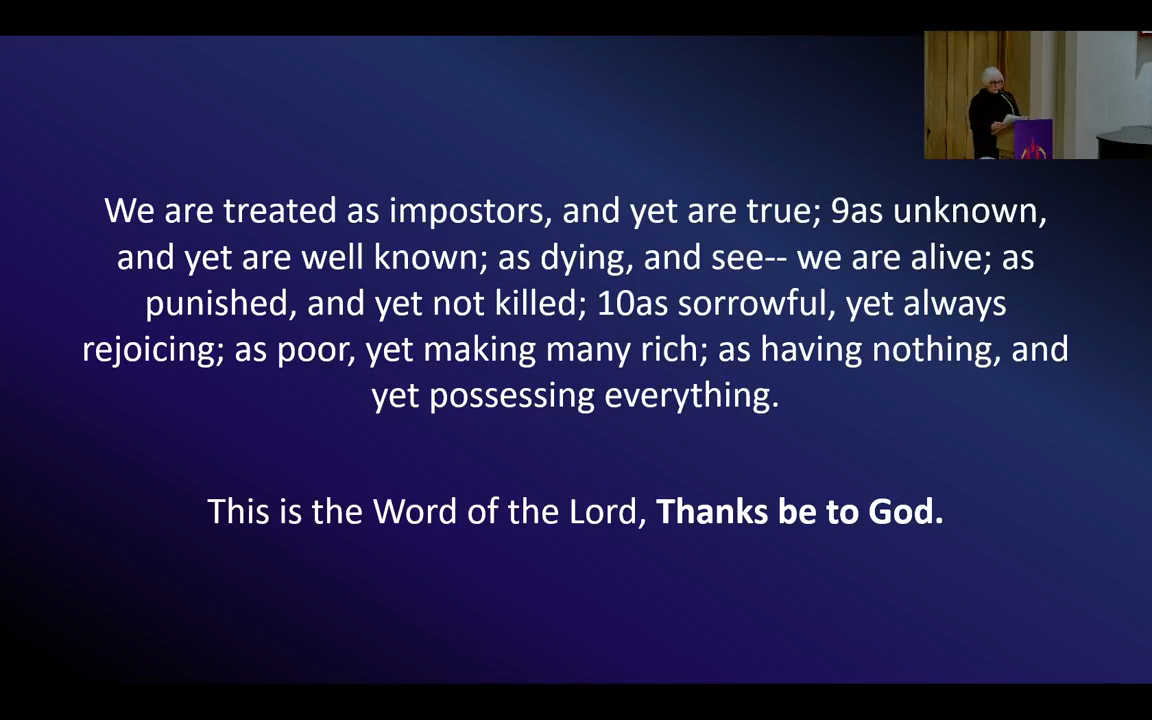 We are treated as impostors, and yet are true; 9as unknown,
and yet are well known; as dying, and see-- we are alive; as
punished, and yet not killed; 10as sorrowful, yet always
rejoicing; as poor, yet making many rich; as having nothing, and
yet possessing everything.
This is the Word of the Lord, Thanks be to God.